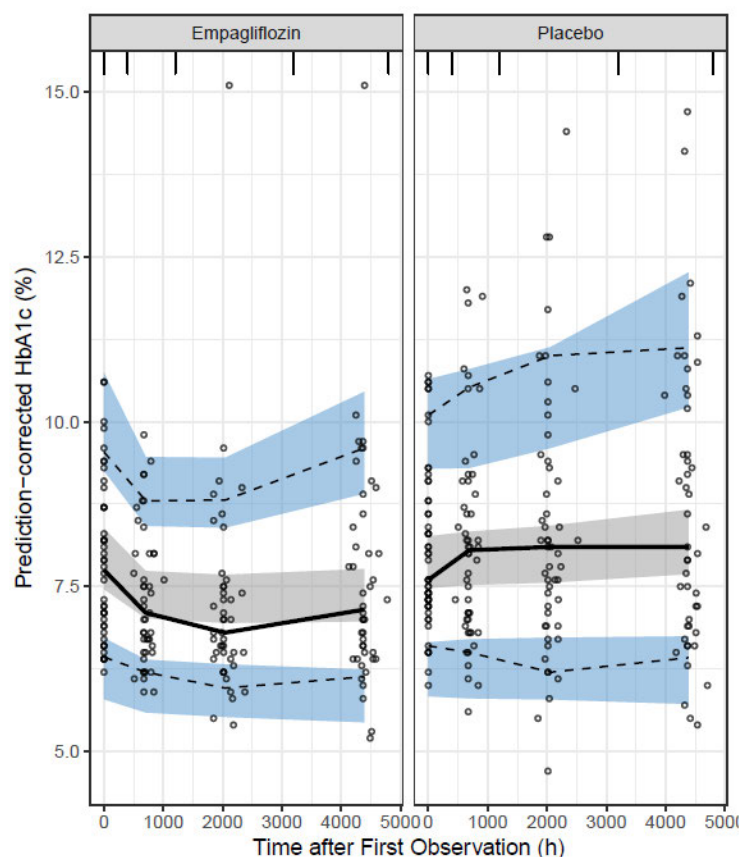 Empagliflozin Placebo
15.0
12.5
10.0
7.5
5.0
Prediction-corrected HbA1c (%)
0 1000 2000 3000 4000 5000 0 1000 2000 3000 4000 5000
Time after First Observation (h)